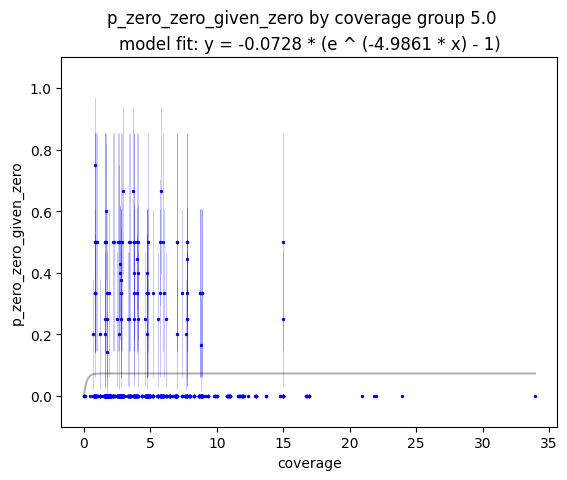 p_zero_zero_given_zero by coverage group 5.0
model fit: y = -0.0728 * (e ^ (-4.9861 * x) - 1)
p_zero_zero_given_zero
1.0
0.8
0.6
0.4
0.2
0.0
0 5 10 15 20 25 30 35
coverage